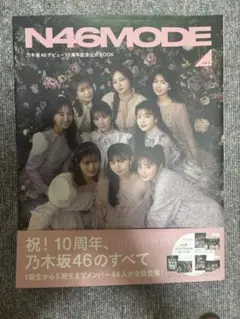 N46MODE
乃木坂46デビュー10周年記念公式BOOK
祝！10周年、
乃木坂46のすべて
1期生から5期生までメンバー44人が全員登場！